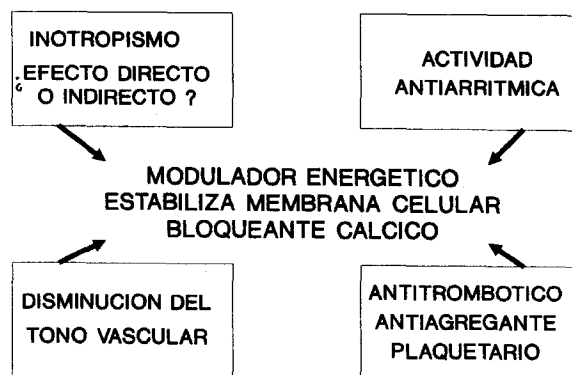 INOTROPISMO
¿EFECTO DIRECTO
O INDIRECTO ?
ACTIVIDAD
ANTIARRITMICA
MODULADOR ENERGETICO
ESTABILIZA MEMBRANA CELULAR
BLOQUEANTE CALCICO
DISMINUCION DEL
TONO VASCULAR
ANTITROMBOTICO
ANTIAGREGANTE
PLAQUETARIO